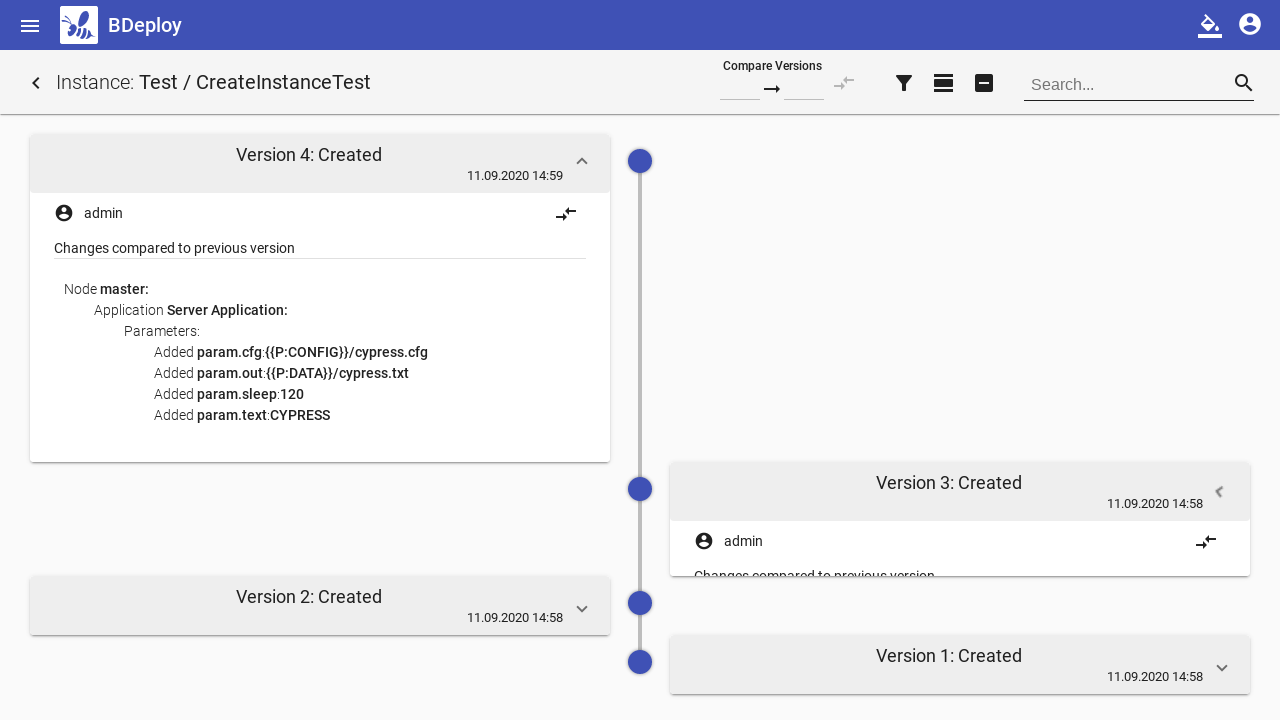 BDeploy
Instance: Test / CreateInstanceTest
Compare Versions
Search...
Version 4: Created
11.09.2020 14:59
admin
Changes compared to previous version
Node master:
Application Server Application:
Parameters:
Added param.cfg:{{P:CONFIG}}/cypress.cfg
Added param.out:{{P:DATA}}/cypress.txt
Added param.sleep:120
Added param.text:CYPRESS
Version 3: Created
11.09.2020 14:58
admin
Changes compared to previous version
Version 2: Created
11.09.2020 14:58
Version 1: Created
11.09.2020 14:58